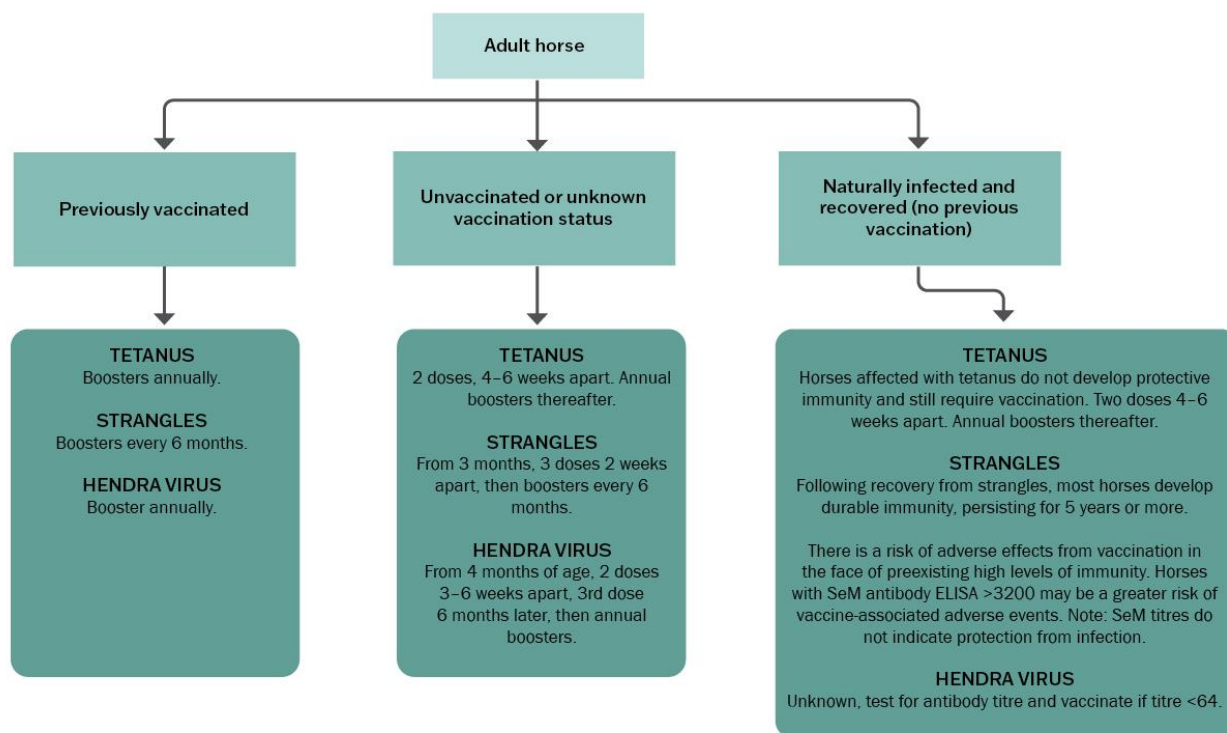 Adult horse
Previously vaccinated
Unvaccinated or unknown
vaccination status
Naturally infected and
recovered (no previous
vaccination)
TETANUS
Boosters annually.
STRANGLES
Boosters every 6 months.
HENDRA VIRUS
Booster annually.
TETANUS
2 doses, 4–6 weeks apart. Annual
boosters thereafter.
STRANGLES
From 3 months, 3 doses 2 weeks
apart, then boosters every 6
months.
HENDRA VIRUS
From 4 months of age, 2 doses
3–6 weeks apart, 3rd dose
6 months later, then annual
boosters.
TETANUS
Horses affected with tetanus do not develop protective
immunity and still require vaccination. Two doses 4–6
weeks apart. Annual boosters thereafter.
STRANGLES
Following recovery from strangles, most horses develop
durable immunity, persisting for 5 years or more.
There is a risk of adverse effects from vaccination in
the face of preexisting high levels of immunity. Horses
with SeM antibody ELISA >3200 may be a greater risk of
vaccine-associated adverse events. Note: SeM titres do
not indicate protection from infection.
HENDRA VIRUS
Unknown, test for antibody titre and vaccinate if titre <64.